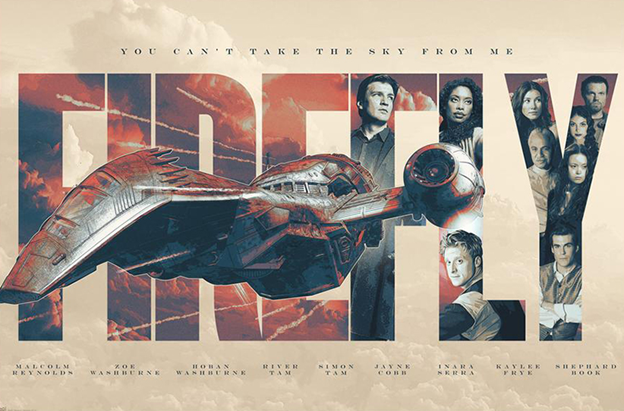 YOU CAN'T TAKE THE SKY FROM ME
FIREFLY
MALCOLM REYNOLDS
ZOE WASHBURNE
HOBAN WASHBURNE
RIVER TAM
SIMON TAM
JAYNE COBB
INARA SERRA
KAYLEE FRYE
SHEPHARD BOOK